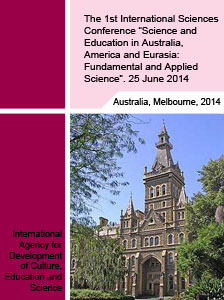 The 1st International Sciences
Conference "Science and
Education in Australia,
America and Eurasia:
Fundamental and Applied
Science". 25 June 2014
Australia, Melbourne, 2014
International
Agency for
Development
of Culture,
Education and
Science